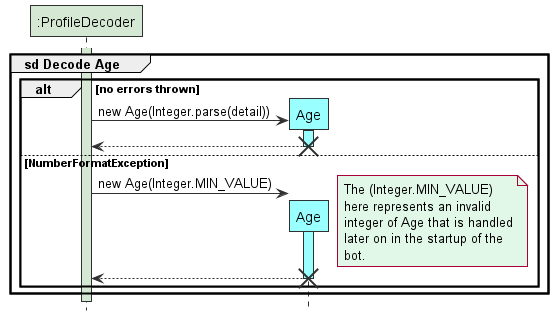 :ProfileDecoder
sd Decode Age
alt
[no errors thrown]
new Age(Integer.parse(detail))
Age
[NumberFormatException]
new Age(Integer.MIN_VALUE)
Age
The (Integer.MIN_VALUE)
here represents an invalid
integer of Age that is handled
later on in the startup of the
bot.